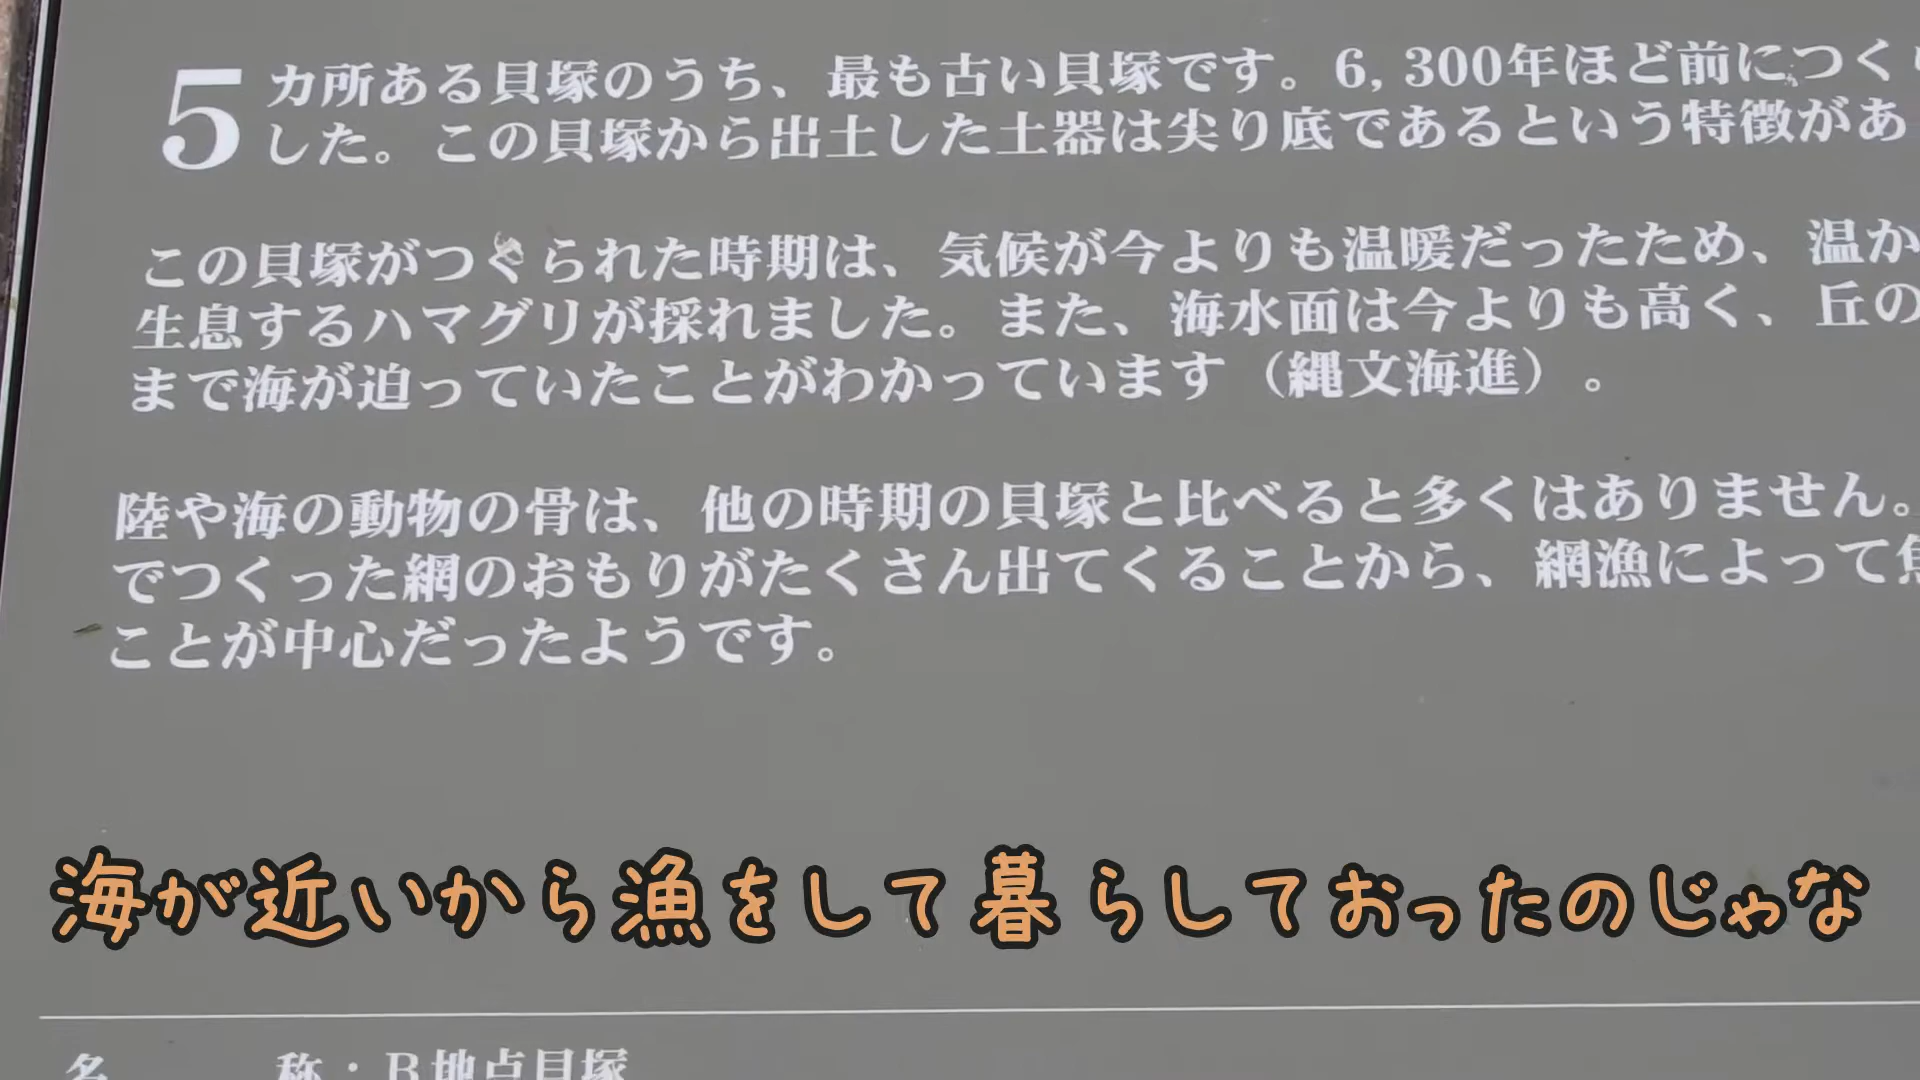 5カ所ある貝塚のうち、最も古い貝塚です。6,300年ほど前につく
した。この貝塚から出土した土器は尖り底であるという特徴があ
この貝塚がつくられた時期は、気候が今よりも温暖だったため、温か
生息するハマグリが採れました。また、海水面は今よりも高く、丘の
まで海が迫っていたことがわかっています（縄文海進）。
陸や海の動物の骨は、他の時期の貝塚と比べると多くはありません。
でつくった網のおもりがたくさん出てくることから、網漁によって魚
ことが中心だったようです。
海が近いから漁をして暮らしておったのじゃな
名　　称：B地点貝塚